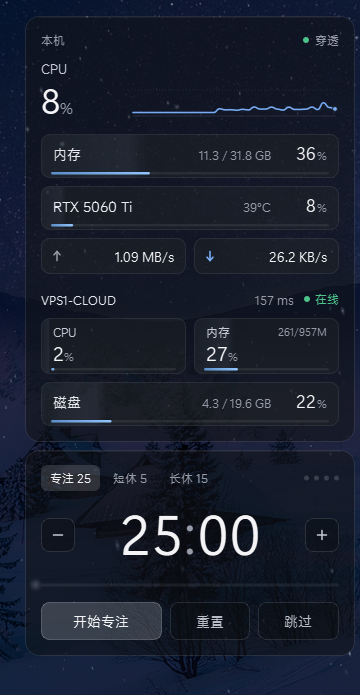 本机 穿透
CPU
8%
内存 11.3 / 31.8 GB 36%
RTX 5060 Ti 39°C 8%
↑ 1.09 MB/s ↓ 26.2 KB/s
VPS1-CLOUD 157 ms 在线
CPU 内存 261/957M
2% 27%
磁盘 4.3 / 19.6 GB 22%
专注 25 短休 5 长休 15
− 25:00 +
开始专注 重置 跳过